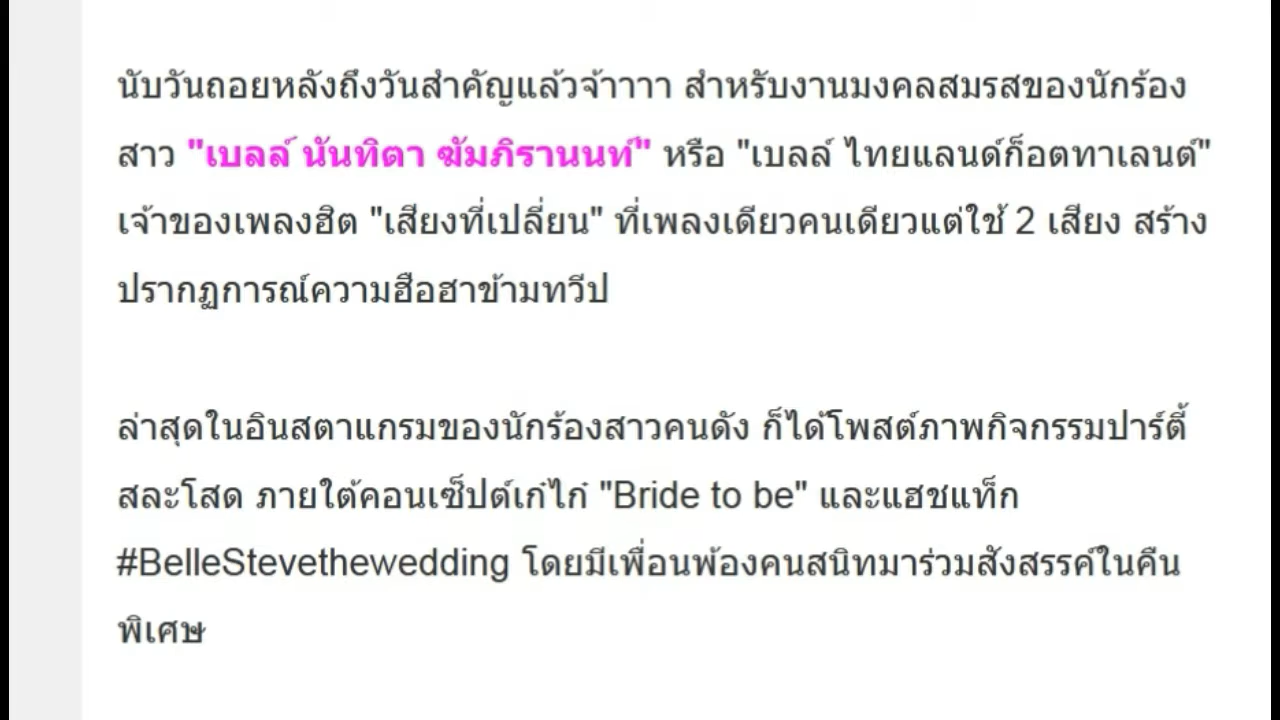 นับวันถอยหลังถึงวันสำคัญแล้วจ้าาาา สำหรับงานมงคลสมรสของนักร้อง
สาว "เบลล์ นันทิตา ฆัมภิรานนท์" หรือ "เบลล์ ไทยแลนด์ก็อตทาเลนต์"
เจ้าของเพลงฮิต "เสียงที่เปลี่ยน" ที่เพลงเดียวคนเดียวแต่ใช้ 2 เสียง สร้าง
ปรากฏการณ์ความฮือฮาข้ามทวีป
ล่าสุดในอินสตาแกรมของนักร้องสาวคนดัง ก็ได้โพสต์ภาพกิจกรรมปาร์ตี้
สละโสด ภายใต้คอนเซ็ปต์เก๋ไก๋ "Bride to be" และแฮชแท็ก
#BelleStevethewedding โดยมีเพื่อนพ้องคนสนิทมาร่วมสังสรรค์ในคืน
พิเศษ